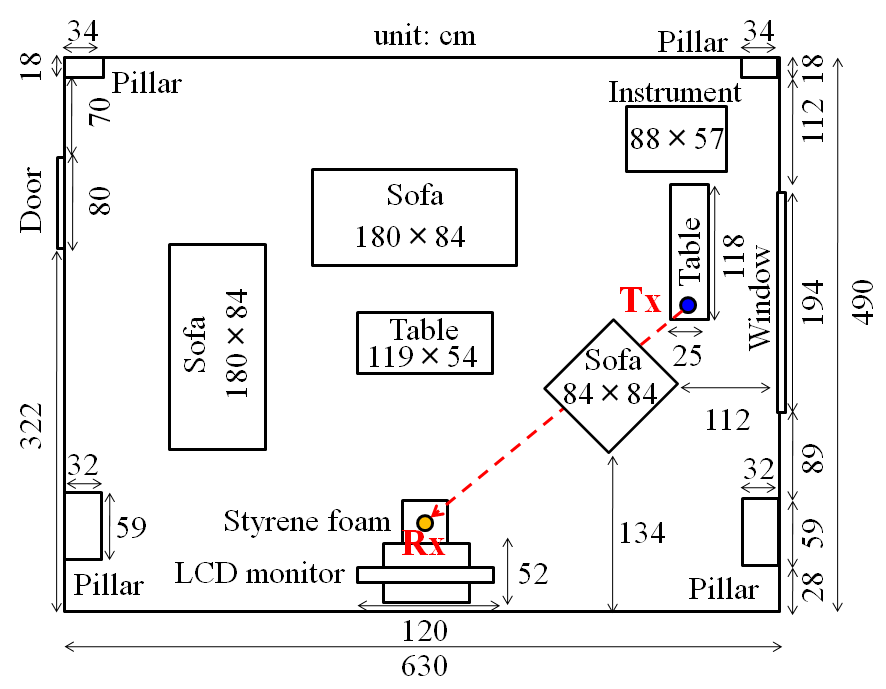 34
unit: cm
Pillar
34
18
Pillar
18
70
Instrument
112
88×57
Door
80
Sofa
180×84
Table
118
Window
194
490
Tx
Sofa
180×84
Table
119×54
25
Sofa
84×84
112
322
89
32
32
59
Styrene foam
Rx
134
59
LCD monitor
52
Pillar
Pillar
28
120
630